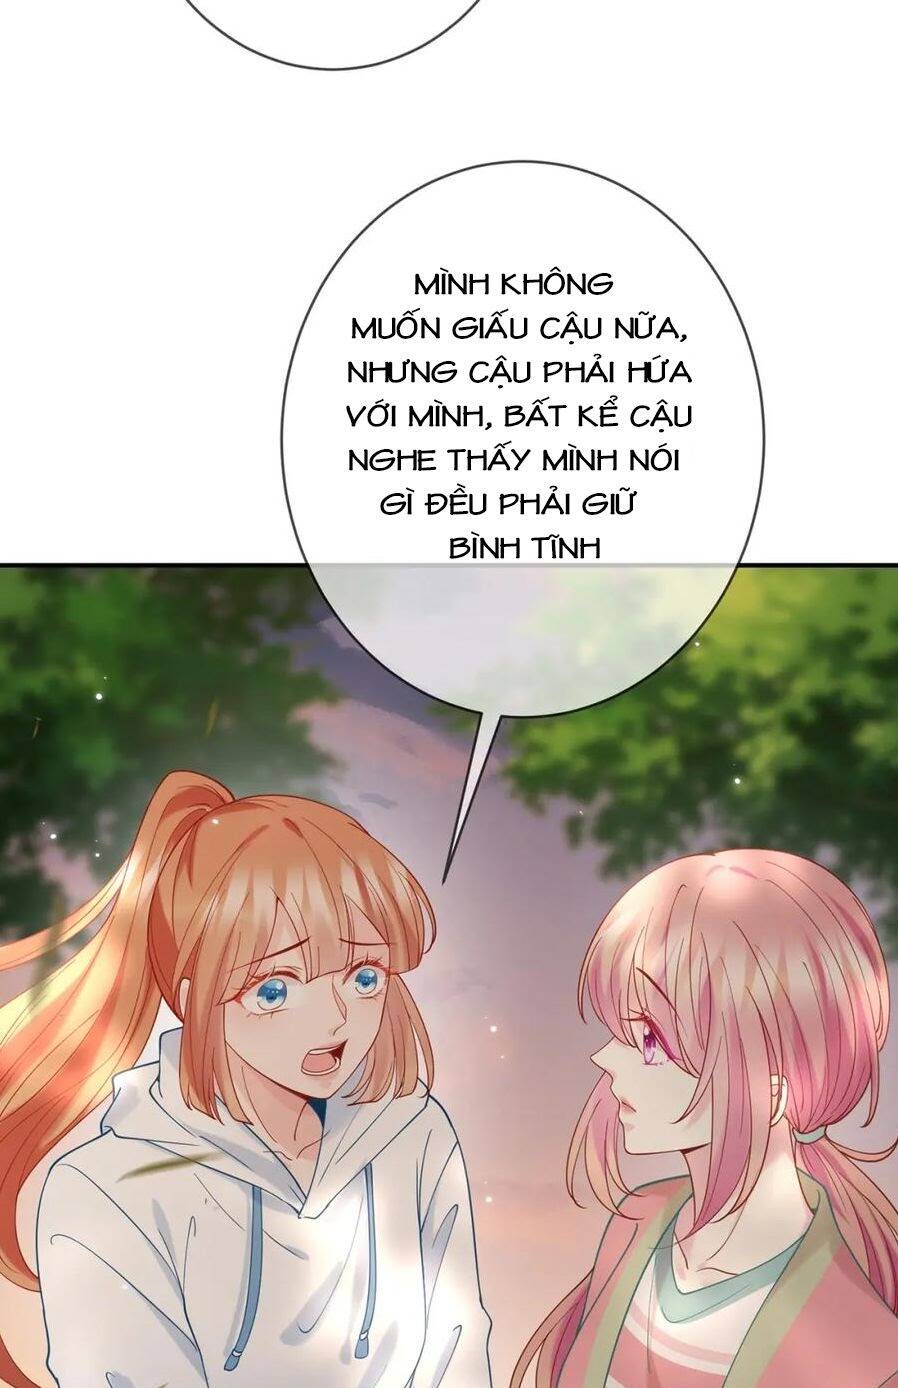 MÌNH KHÔNG
MUỐN GIẤU CẬU NỮA,
NHƯNG CẬU PHẢI HỨA
VỚI MÌNH, BẤT KỂ CẬU
NGHE THẤY MÌNH NÓI
GÌ ĐỀU PHẢI GIỮ
BÌNH TĨNH